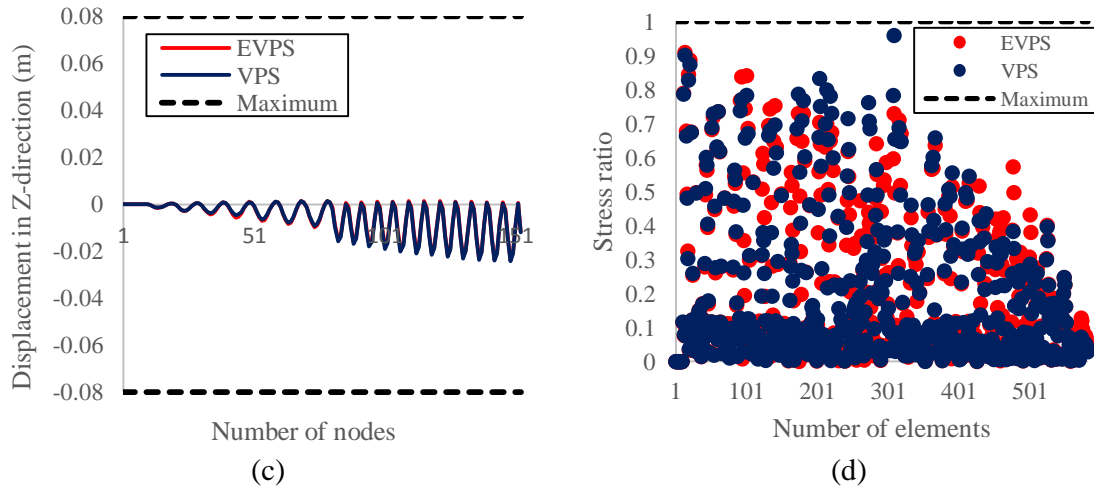 Displacement in Z-direction (m)
0.08
0.06
0.04
0.02
0
-0.02
-0.04
-0.06
-0.08
EVPS
VPS
Maximum
1
51
101
151
Number of nodes
(c)
Stress ratio
1
0.9
0.8
0.7
0.6
0.5
0.4
0.3
0.2
0.1
0
EVPS
VPS
Maximum
1
101
201
301
401
501
Number of elements
(d)